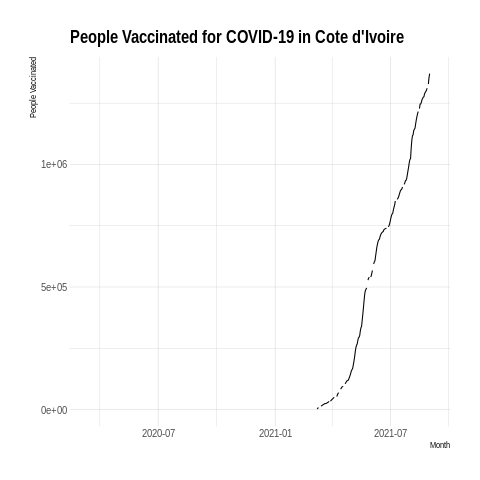 People Vaccinated for COVID-19 in Cote d'Ivoire
People Vaccinated
1e+06
5e+05
0e+00
2020-07
2021-01
2021-07
Month